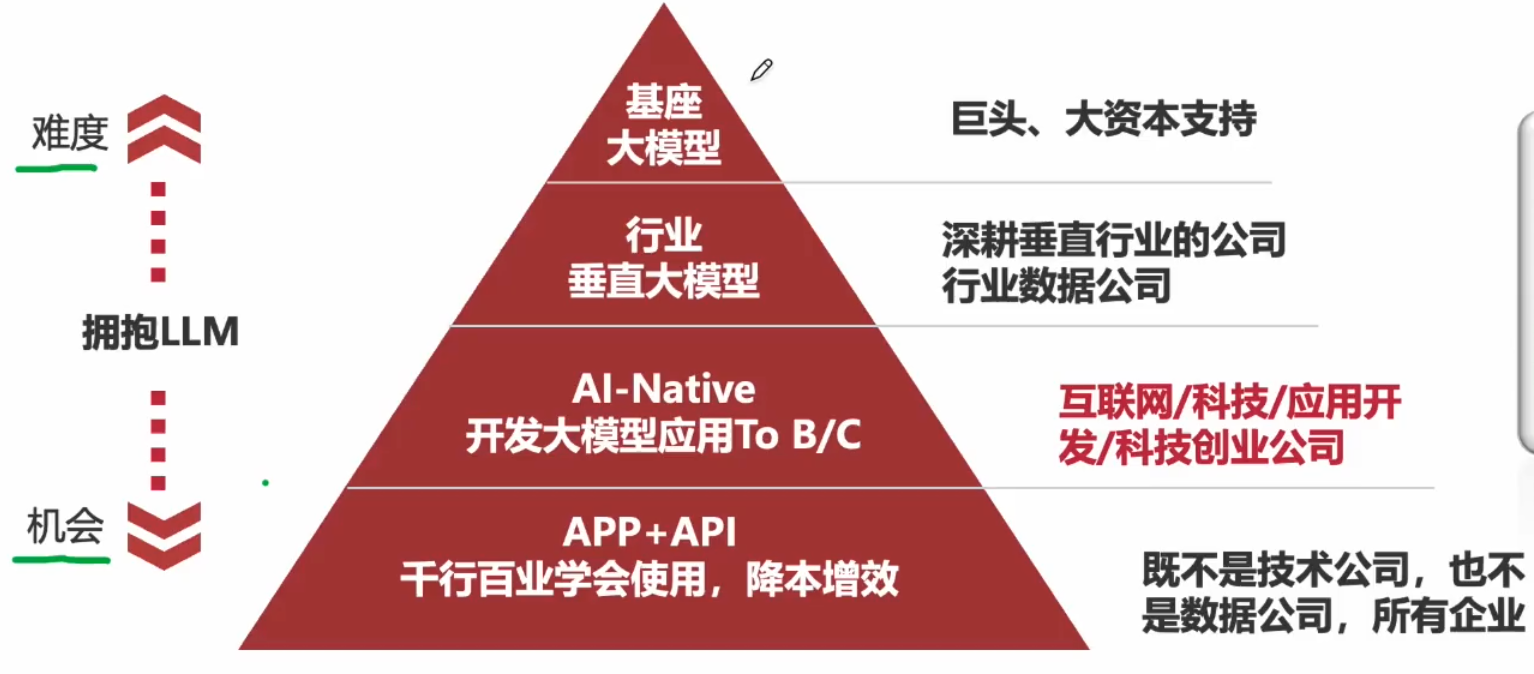 难度
基座
大模型
巨头、大资本支持
行业
垂直大模型
深耕垂直行业的公司
行业数据公司
拥抱LLM
AI-Native
开发大模型应用To B/C
互联网/科技/应用开
发/科技创业公司
机会
APP+API
千行百业学会使用，降本增效
既不是技术公司，也不
是数据公司，所有企业